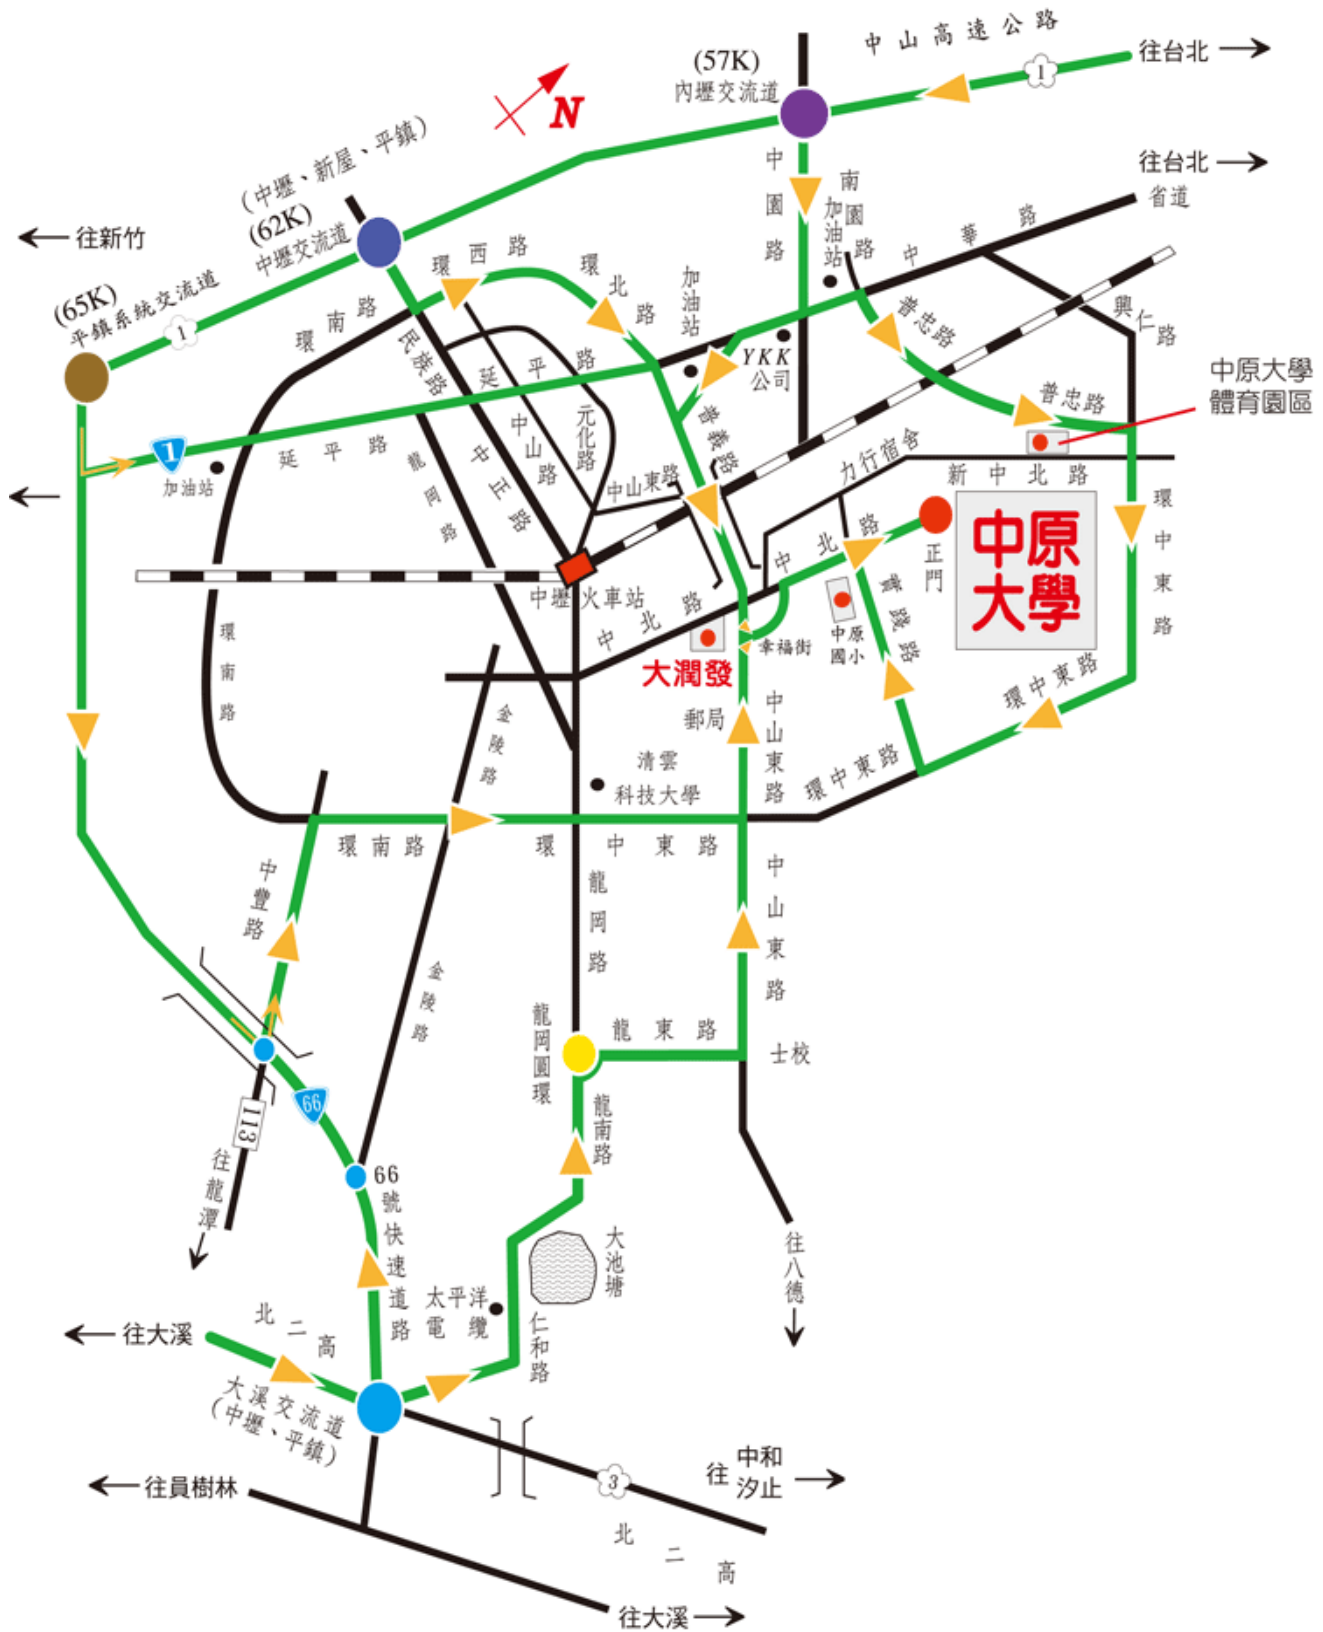 中山高速公路
1
往台北
(57K)
內壢交流道
N
往台北
省道
(中壢、新屋、平鎮)
(62K)
中壢交流道
往新竹
(65K)
平鎮系統交流道
1
中園路
南園路
加油站
中華路
環西路
環北路
加油站
環南路
民族路
延平路
YKK
公司
普忠路
興仁路
中原大學
體育園區
普忠路
普義路
元化路
中山路
1
延平路
加油站
龍岡路
中正路
中山東路
力行宿舍
新中北路
環中東路
中北路
正門
中原
大學
中壢火車站
中北路
實踐路
中原
國小
幸福街
大潤發
環南路
金陵路
郵局
中山東路
環中東路
環中東路
清雲
科技大學
環南路
環中東路
中豐路
龍岡路
中山東路
金陵路
龍岡圓環
龍東路
士校
66
113
龍南路
往龍潭
66
號快速道路
大池塘
往八德
太平洋
電纜
仁和路
往大溪
北二高
大溪交流道
(中壢、平鎮)
往員樹林
3
往
中和
汐止
北二高
往大溪